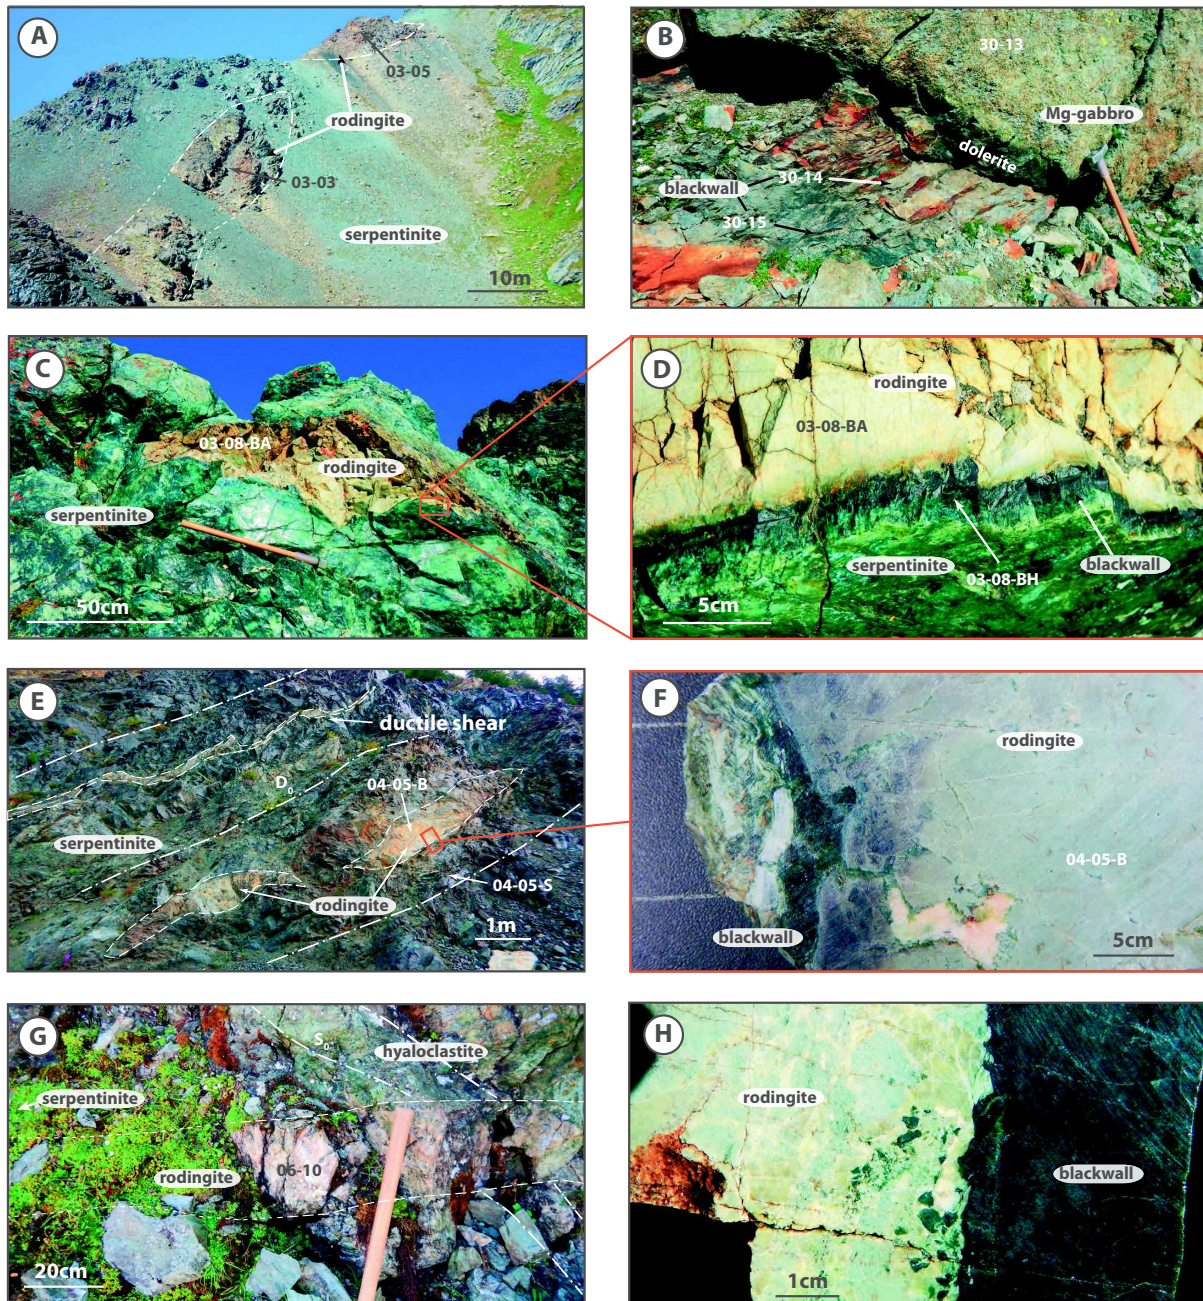 A
03-05
rodingite
03-03
serpentinite
10m
B
30-13
Mg-gabbro
dolerite
30-14
blackwall
30-15
C
03-08-BA
rodingite
serpentinite
50cm
D
rodingite
03-08-BA
serpentinite
03-08-BH
blackwall
5cm
E
ductile shear
D₀
04-05-B
serpentinite
04-05-S
rodingite
1m
F
rodingite
04-05-B
blackwall
5cm
G
S₀
hyaloclastite
serpentinite
06-10
rodingite
20cm
H
rodingite
blackwall
1cm